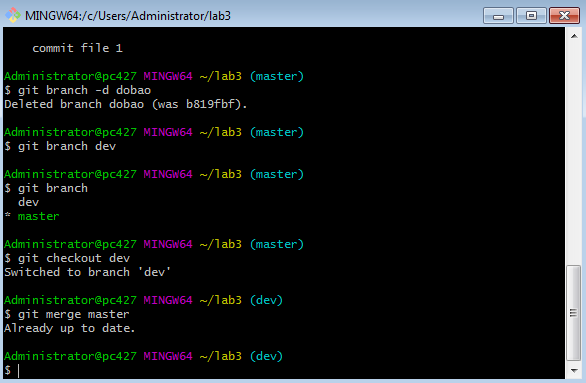 MINGW64:/c/Users/Administrator/lab3
commit file 1
Administrator@pc427 MINGW64 ~/lab3 (master)
$ git branch -d dobao
Deleted branch dobao (was b819fbf).
Administrator@pc427 MINGW64 ~/lab3 (master)
$ git branch dev
Administrator@pc427 MINGW64 ~/lab3 (master)
$ git branch
dev
* master
Administrator@pc427 MINGW64 ~/lab3 (master)
$ git checkout dev
Switched to branch 'dev'
Administrator@pc427 MINGW64 ~/lab3 (dev)
$ git merge master
Already up to date.
Administrator@pc427 MINGW64 ~/lab3 (dev)
$